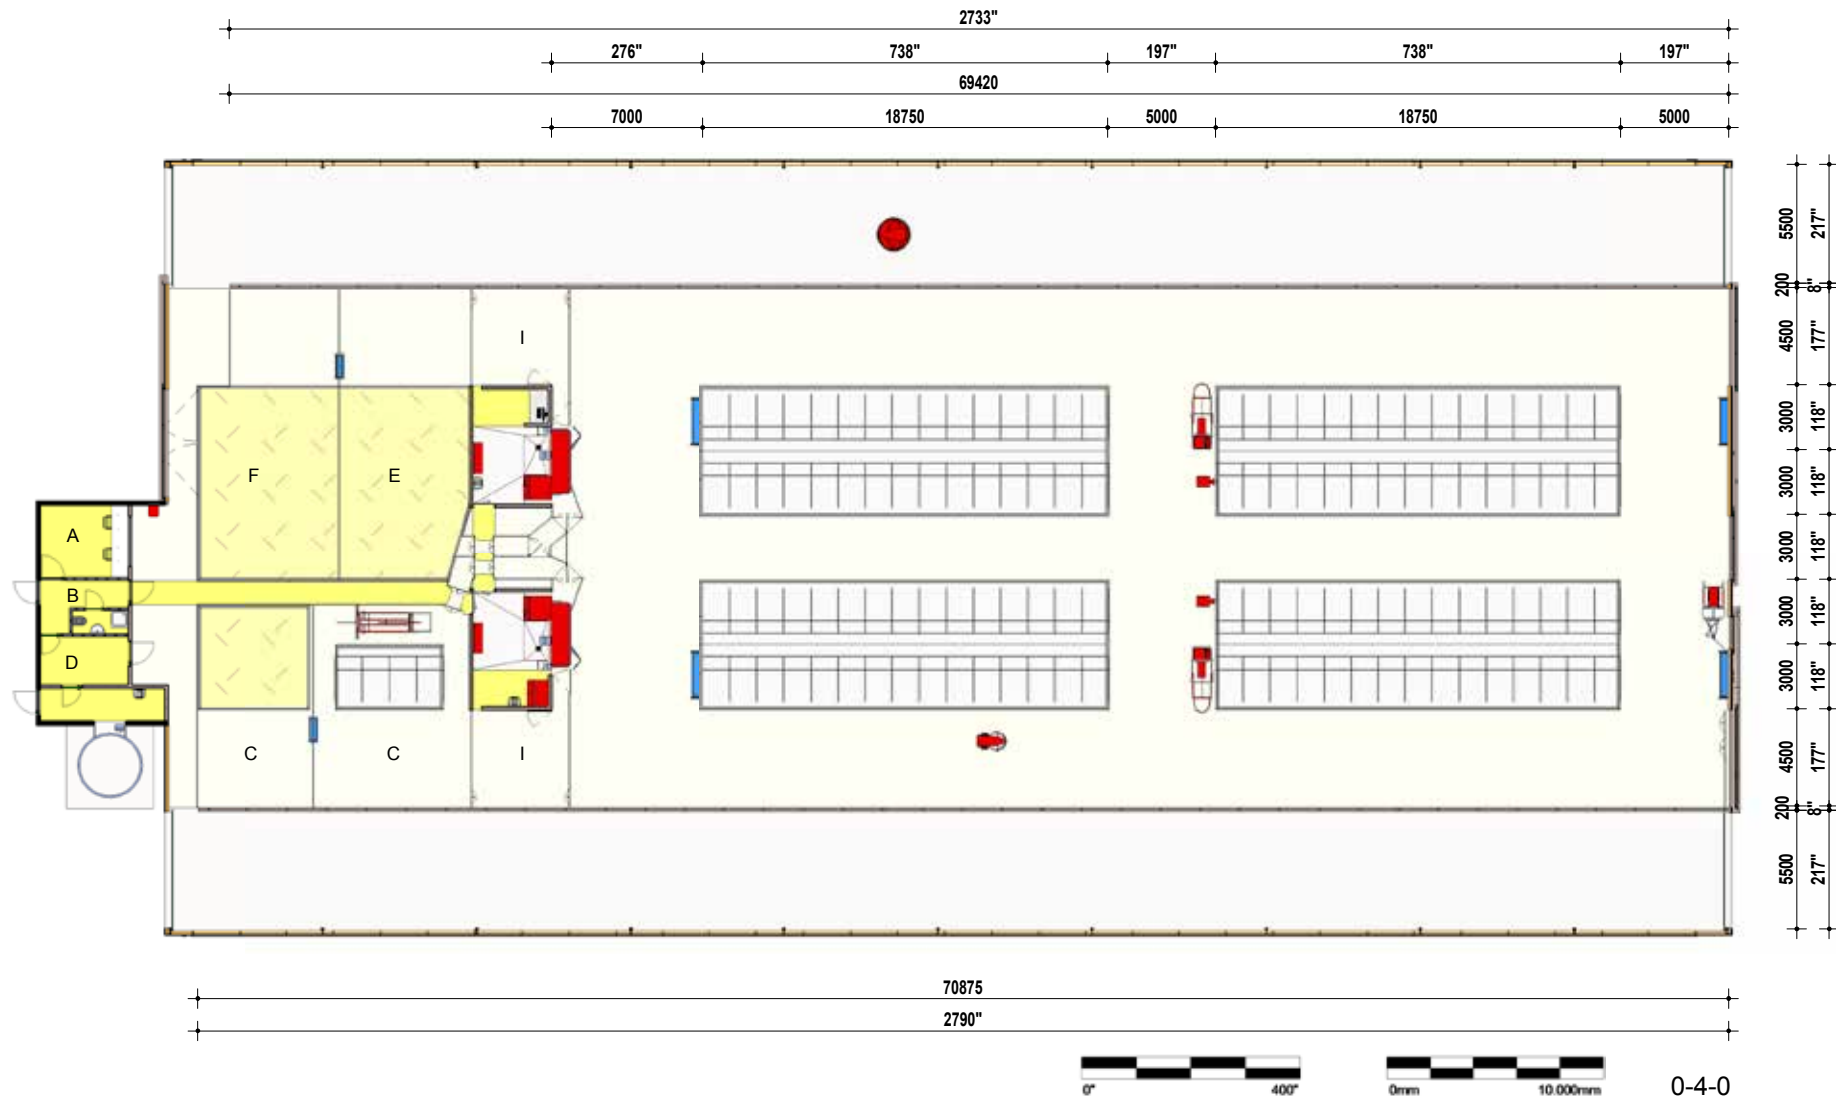 2733"
276" 738" 197" 738" 197"
69420
7000 18750 5000 18750 5000
5500 217"
200 8"
4500 177"
I
3000 118"
F E
3000 118"
A
3000 118"
B
3000 118"
D
3000 118"
C C I
4500 177"
200 8"
5500 217"
70875
2790"
0" 400" 0mm 10.000mm 0-4-0